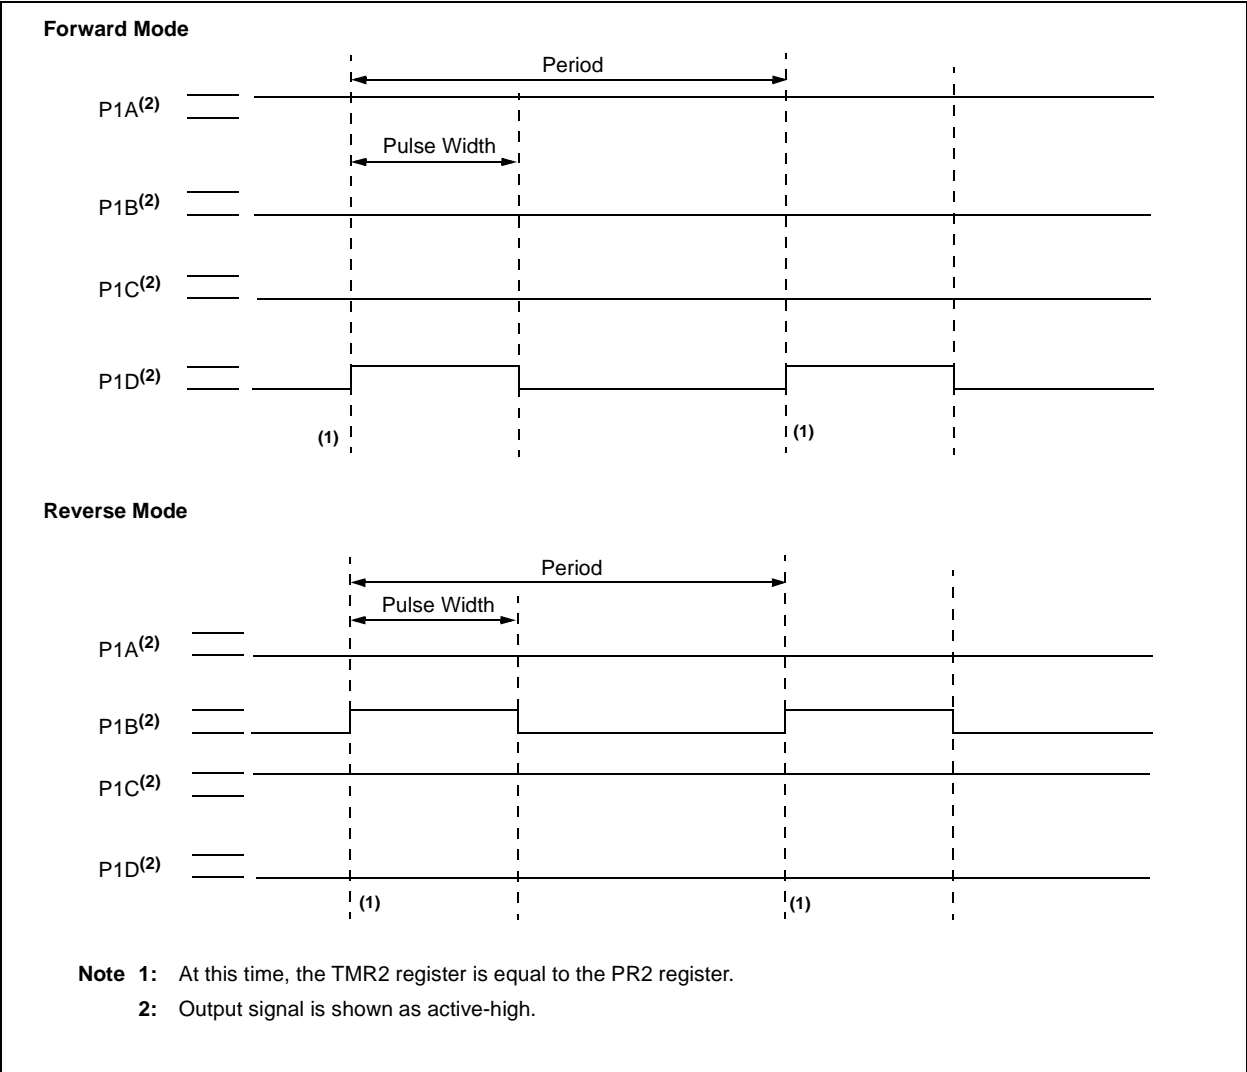 Forward Mode
Period
P1A(2)
Pulse Width
P1B(2)
P1C(2)
P1D(2)
(1) (1)
Reverse Mode
Period
Pulse Width
P1A(2)
P1B(2)
P1C(2)
P1D(2)
(1) (1)
Note 1: At this time, the TMR2 register is equal to the PR2 register.
2: Output signal is shown as active-high.